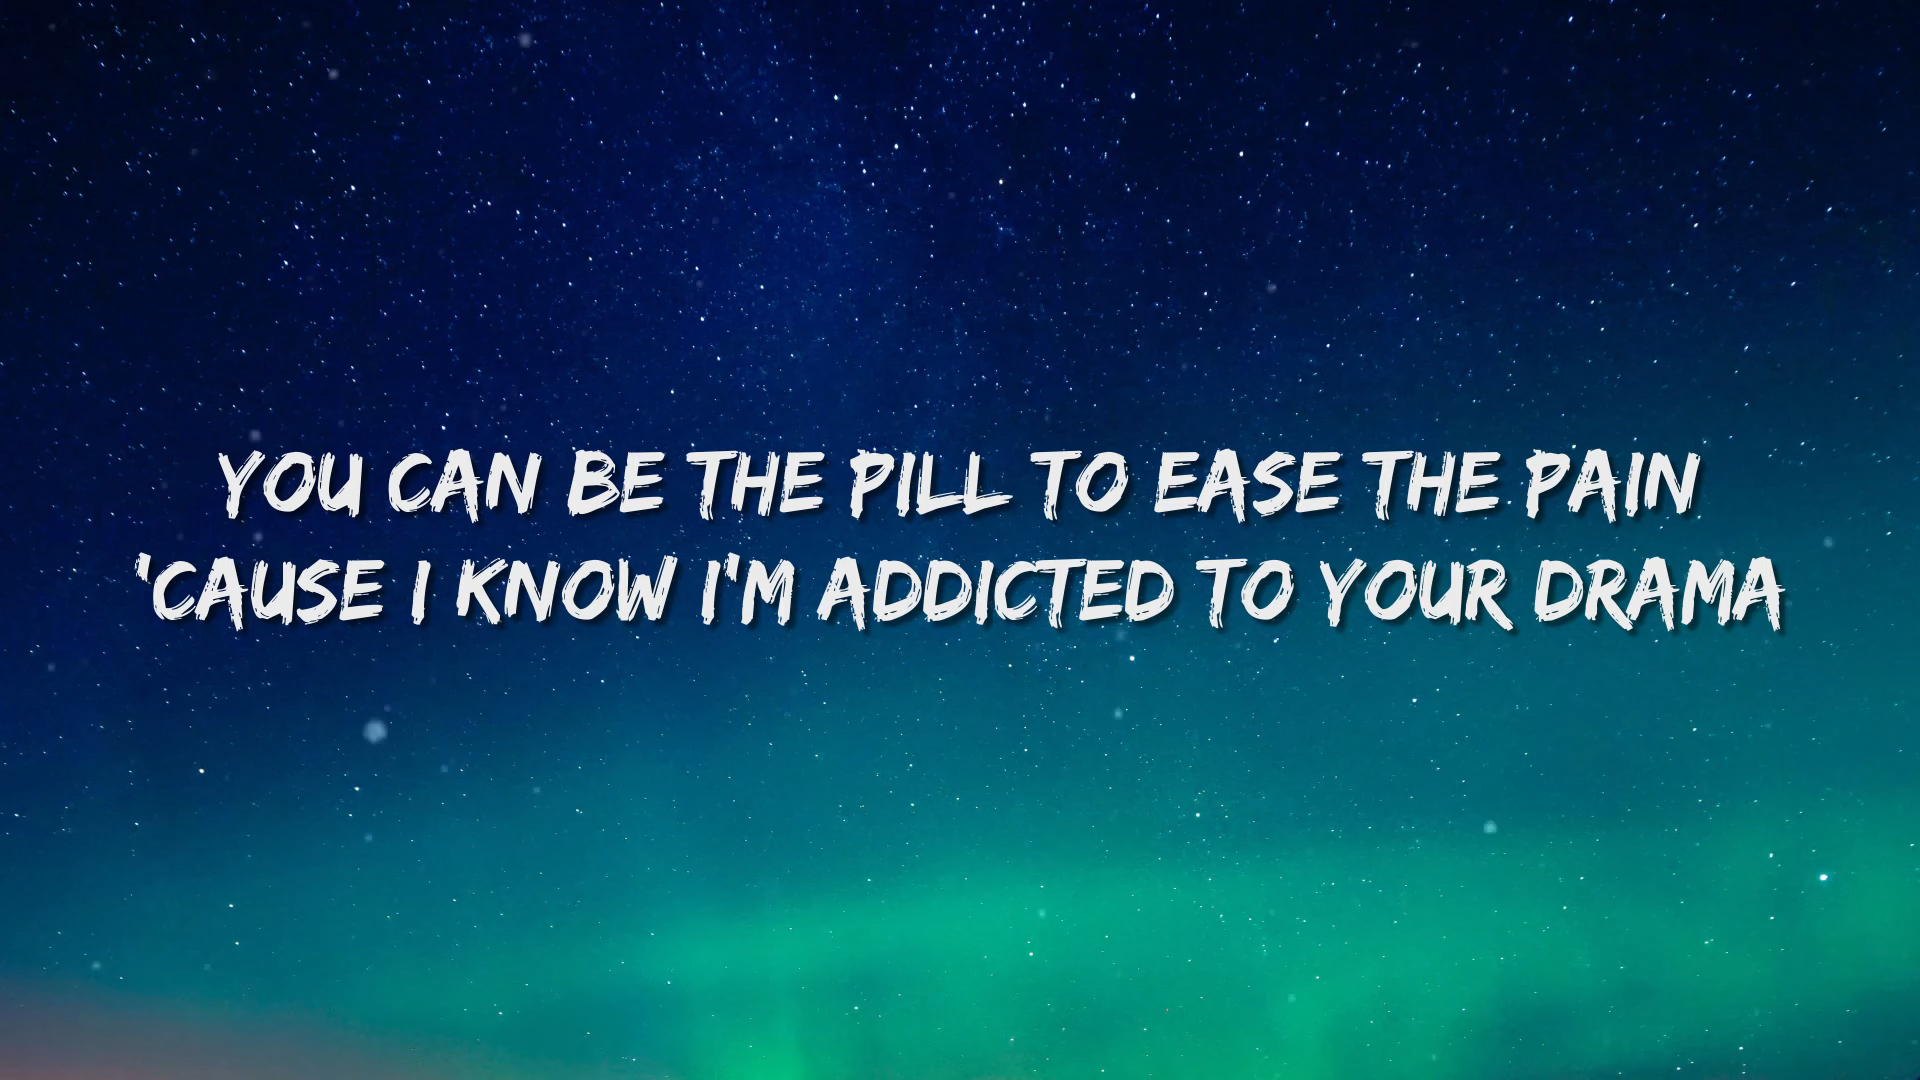 YOU CAN BE THE PILL TO EASE THE PAIN
'CAUSE I KNOW I'M ADDICTED TO YOUR DRAMA